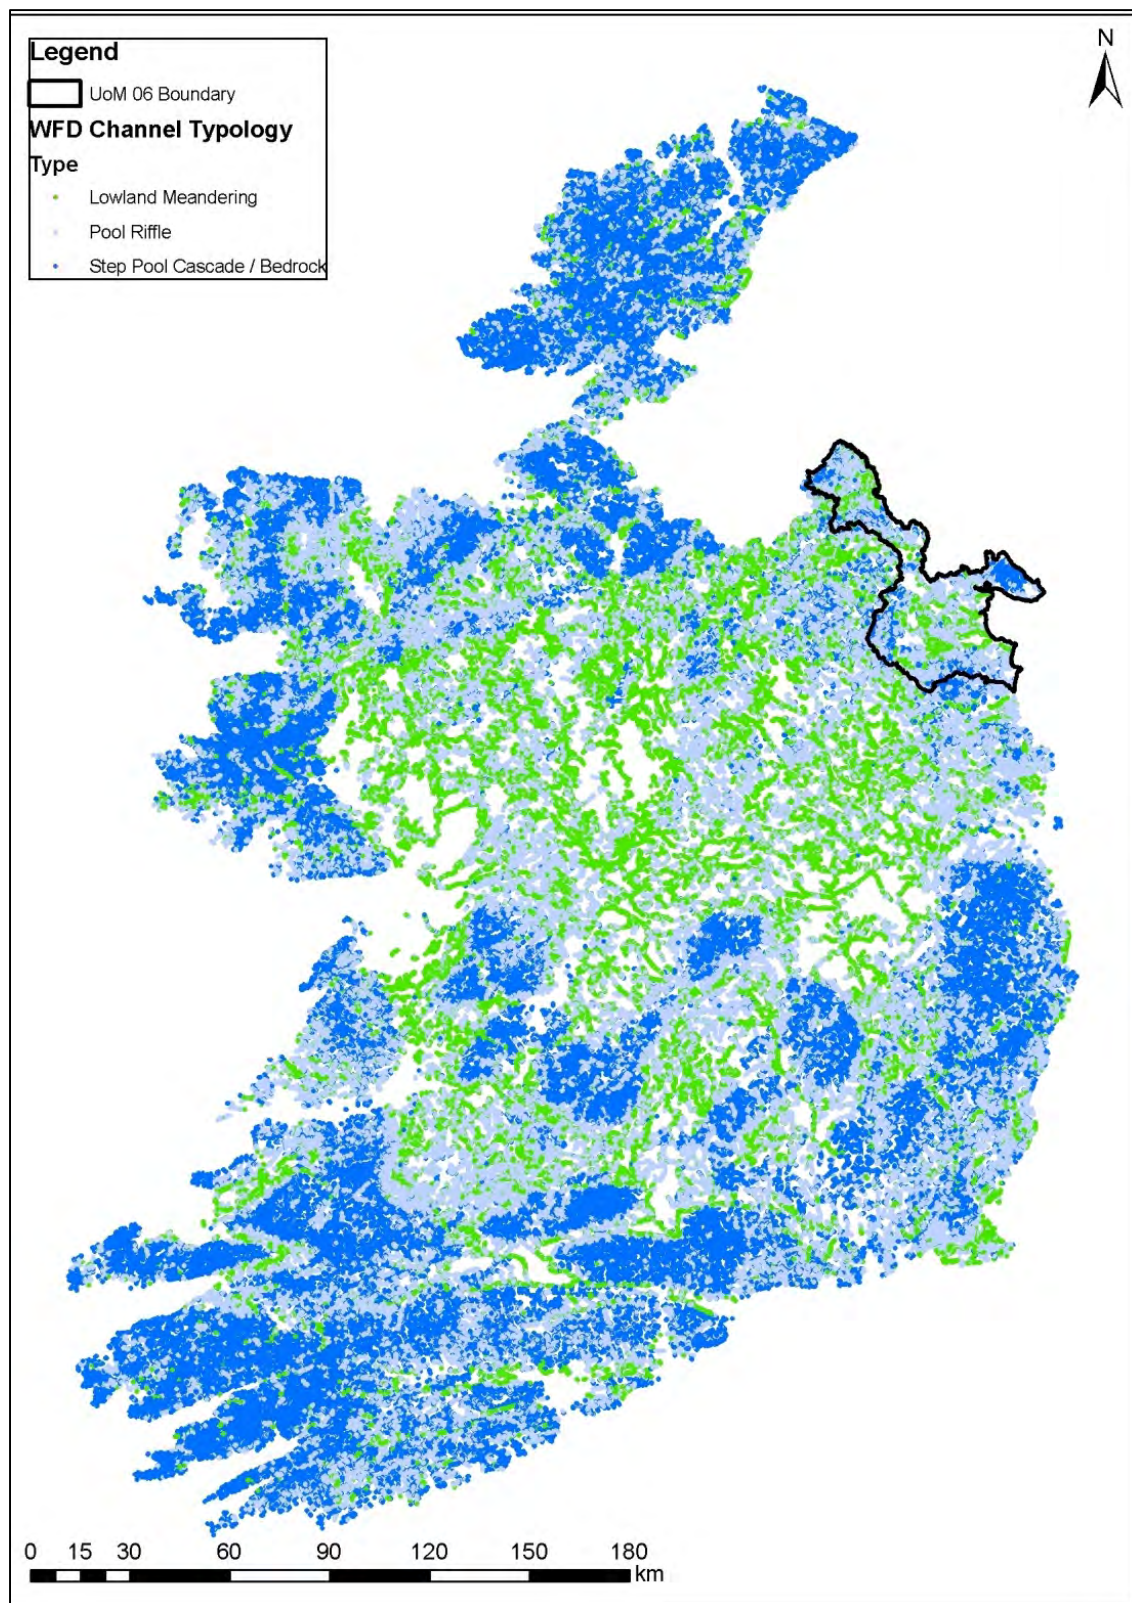 Legend
UoM 06 Boundary
WFD Channel Typology
Type
Lowland Meandering
Pool Riffle
Step Pool Cascade / Bedrock
N
0 15 30 60 90 120 150 180
km